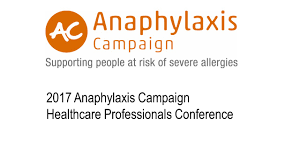 AC Anaphylaxis
Campaign
Supporting people at risk of severe allergies
2017 Anaphylaxis Campaign
Healthcare Professionals Conference